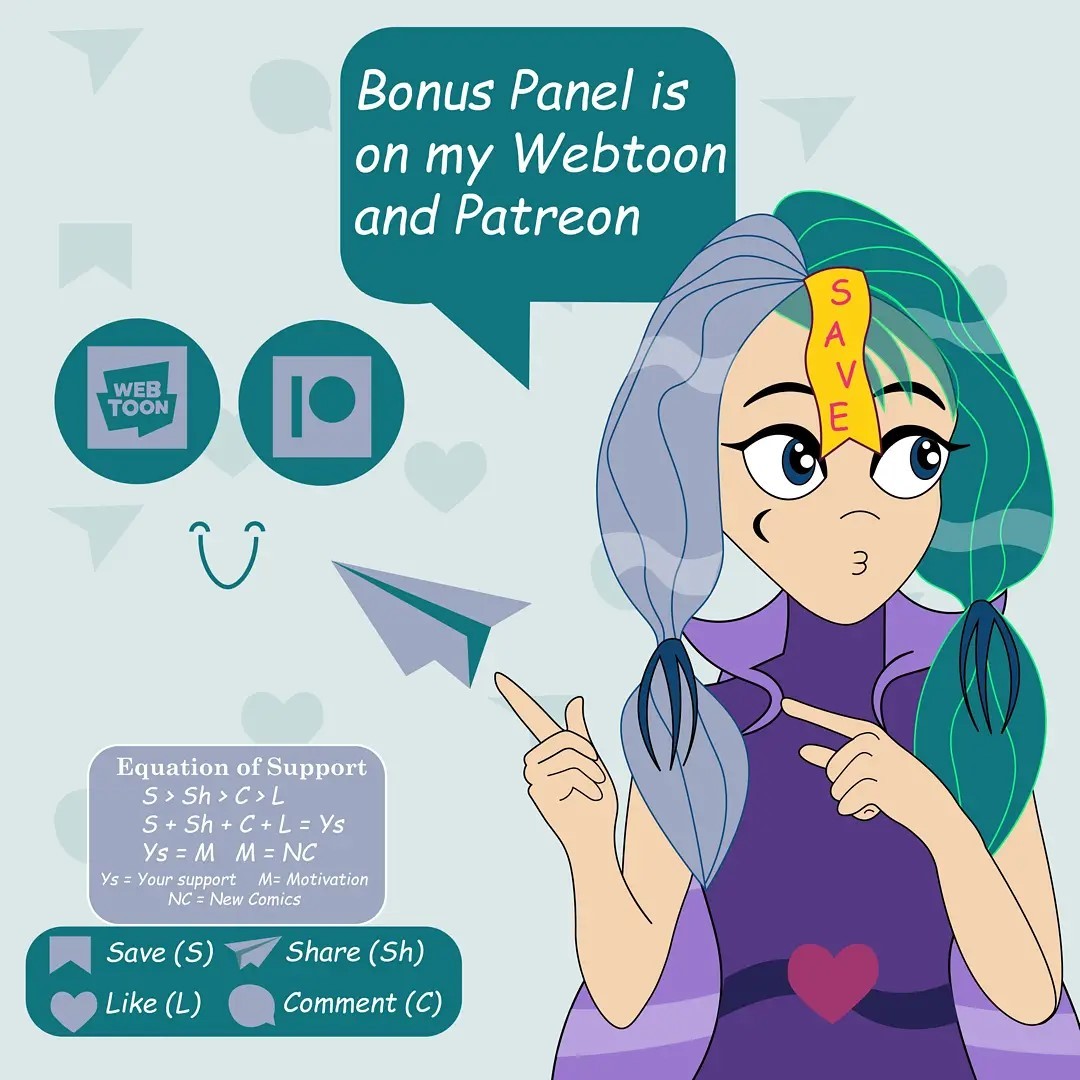 Bonus Panel is
on my Webtoon
and Patreon
SAVE
WEB
TOON
Equation of Support
S > Sh > C > L
S + Sh + C + L = Ys
Ys = M M = NC
Ys = Your support M= Motivation
NC = New Comics
Save (S) Share (Sh)
Like (L) Comment (C)